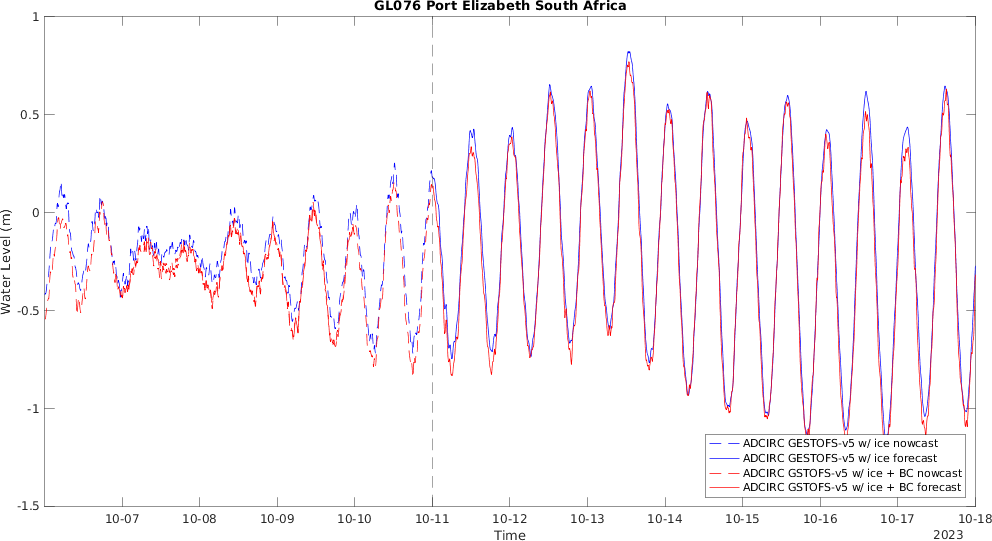 GL076 Port Elizabeth South Africa
1
0.5
0
-0.5
-1
-1.5
Water Level (m)
ADCIRC GESTOFS-v5 w/ ice nowcast
ADCIRC GESTOFS-v5 w/ ice forecast
ADCIRC GSTOFS-v5 w/ ice + BC nowcast
ADCIRC GSTOFS-v5 w/ ice + BC forecast
10-07 10-08 10-09 10-10 10-11 10-12 10-13 10-14 10-15 10-16 10-17 10-18
Time
2023